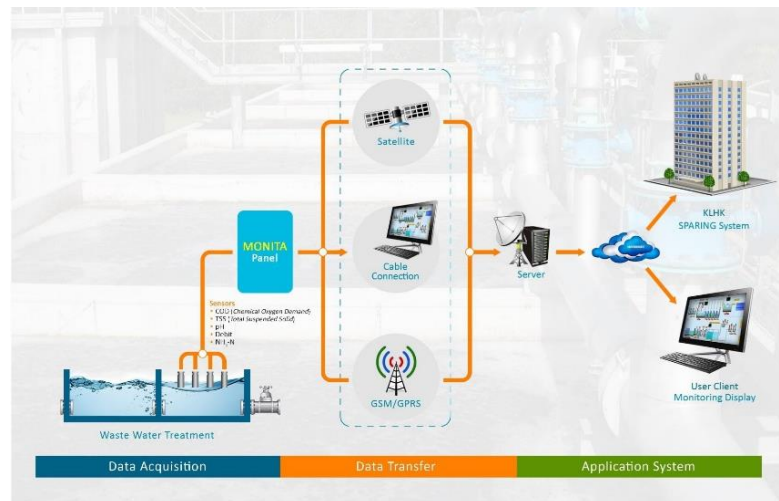 Satellite
KLHK
SPARING System
MONITA
Panel
Cable
Connection
Server
Sensors
• COD (Chemical Oxygen Demand)
• TSS (Total Suspended Solid)
• pH
• Debit
• NH₃-N
GSM/GPRS
User Client
Monitoring Display
Waste Water Treatment
Data Acquisition
Data Transfer
Application System